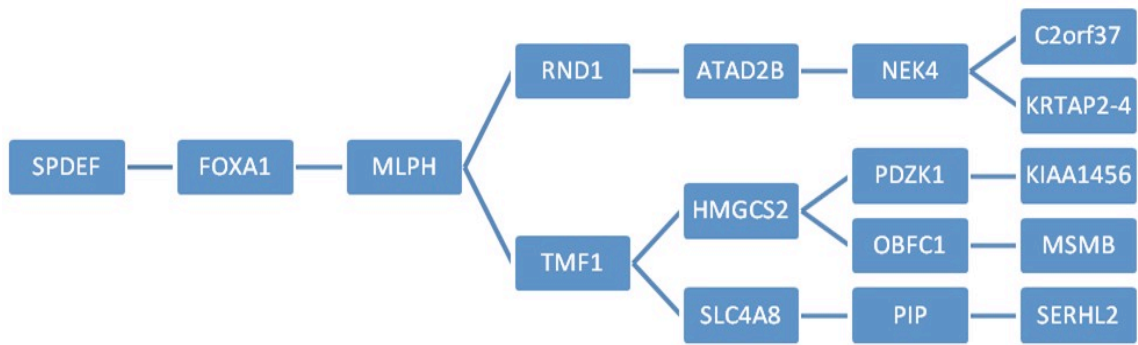 C2orf37
RND1
ATAD2B
NEK4
KRTAP2-4
SPDEF
FOXA1
MLPH
PDZK1
KIAA1456
HMGCS2
OBFC1
MSMB
TMF1
SLC4A8
PIP
SERHL2